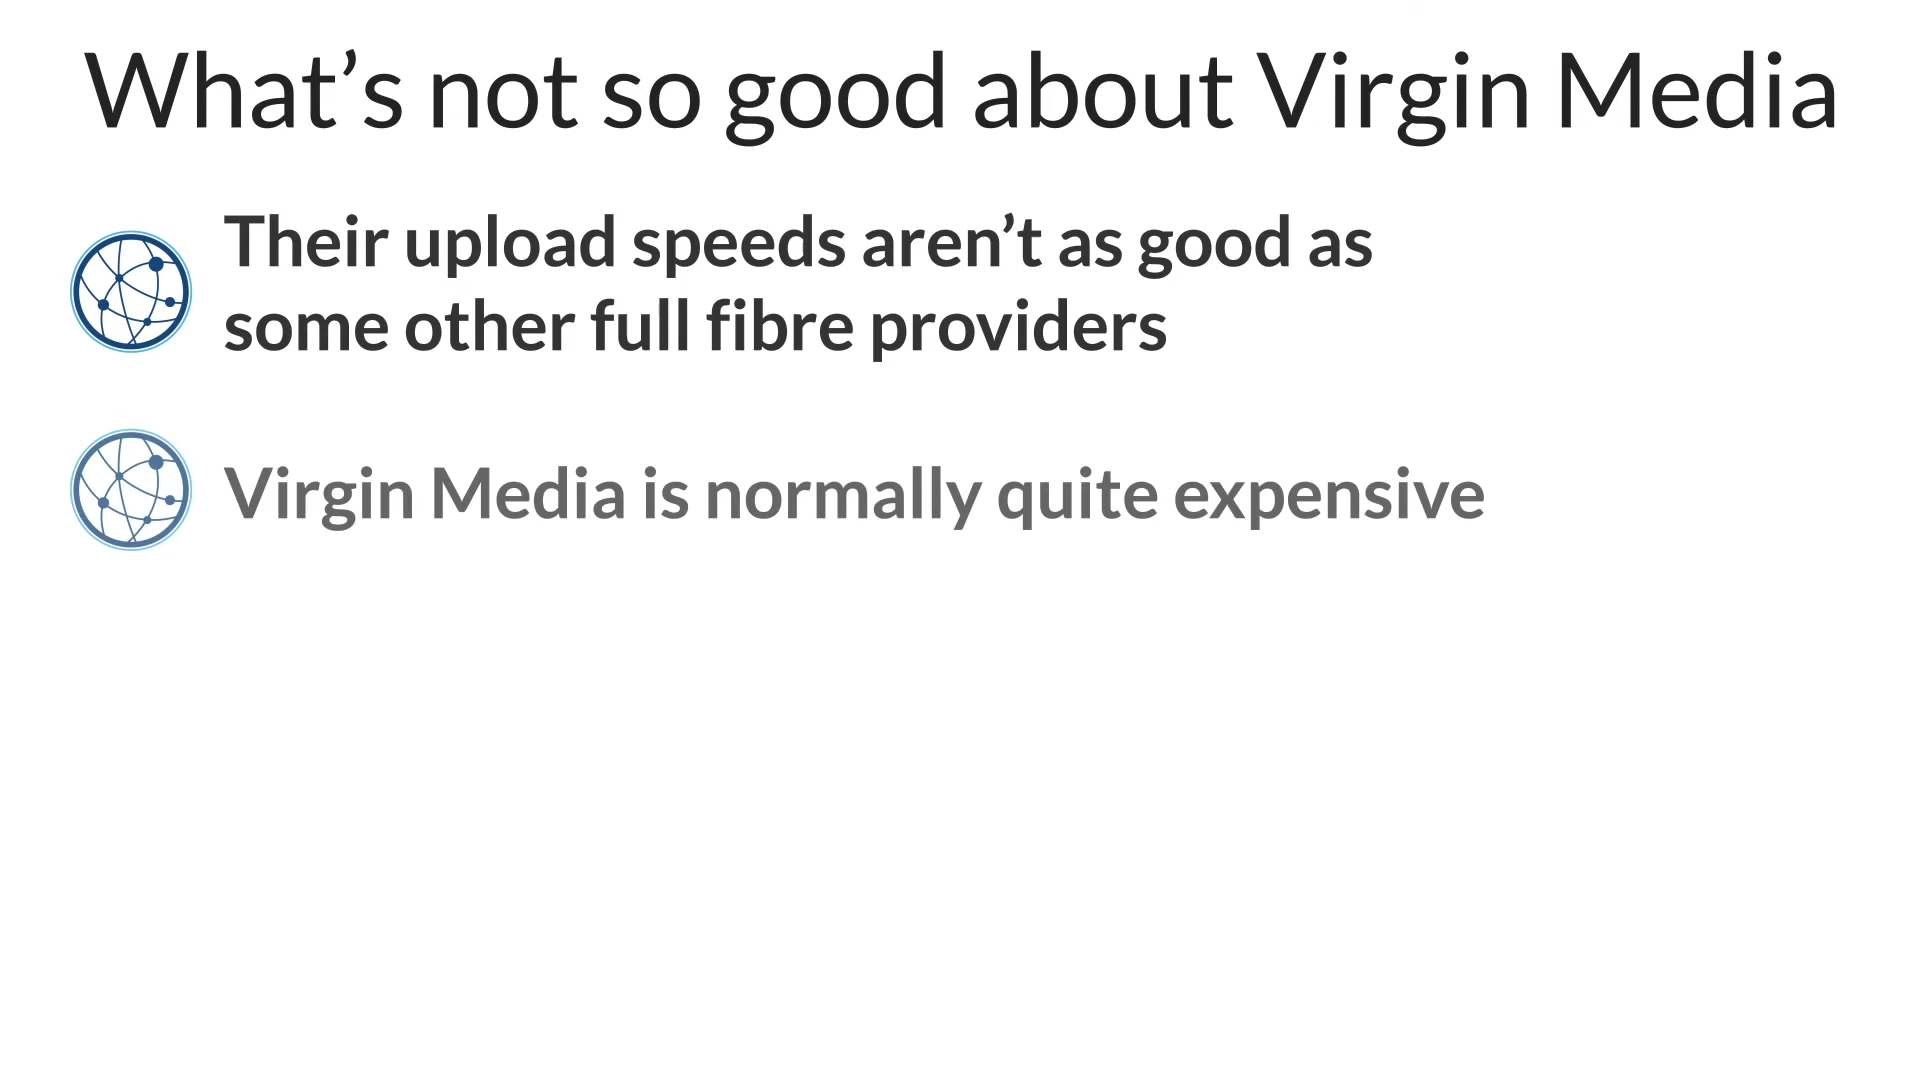 What’s not so good about Virgin Media
Their upload speeds aren’t as good as
some other full fibre providers
Virgin Media is normally quite expensive